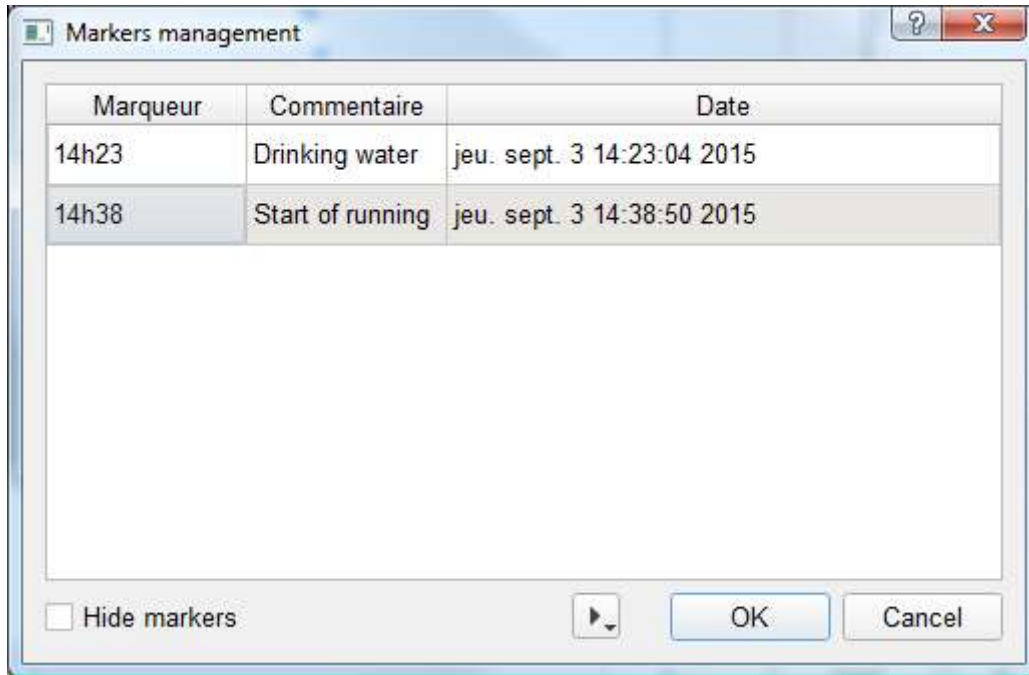 Markers management
Marqueur Commentaire Date
14h23 Drinking water jeu. sept. 3 14:23:04 2015
14h38 Start of running jeu. sept. 3 14:38:50 2015
Hide markers OK Cancel